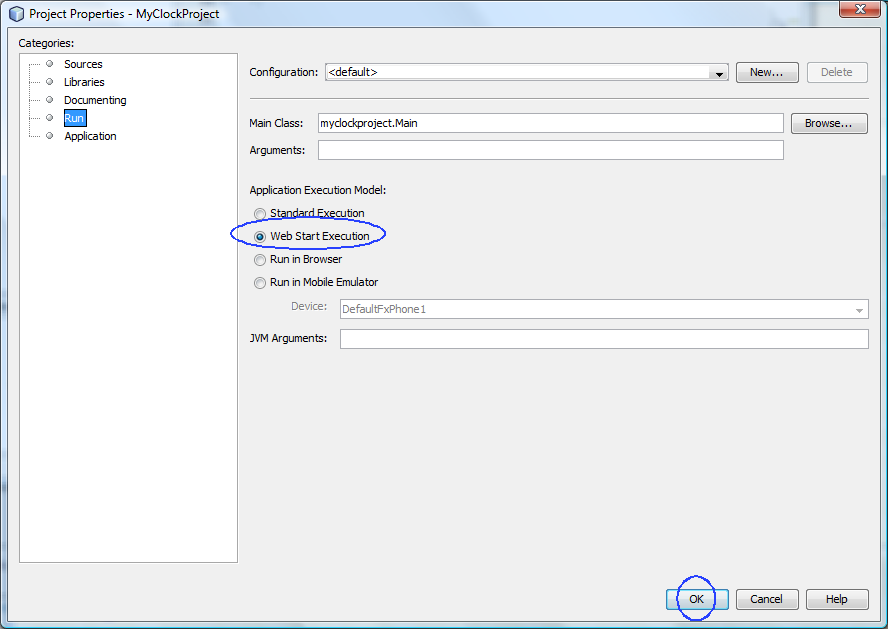 Project Properties - MyClockProject
Categories:
Sources
Libraries
Documenting
Run
Application
Configuration: <default> New... Delete
Main Class: myclockproject.Main Browse...
Arguments:
Application Execution Model:
Standard Execution
Web Start Execution
Run in Browser
Run in Mobile Emulator
Device: DefaultFxPhone1
JVM Arguments:
OK Cancel Help